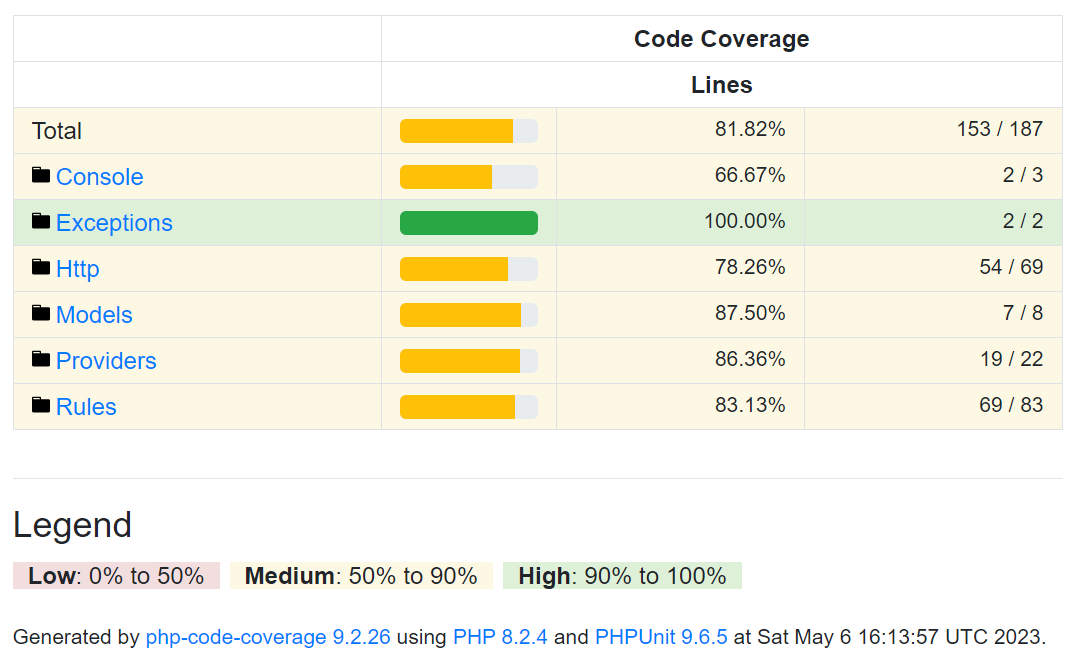 Code Coverage
Lines
Total 81.82% 153 / 187
Console 66.67% 2 / 3
Exceptions 100.00% 2 / 2
Http 78.26% 54 / 69
Models 87.50% 7 / 8
Providers 86.36% 19 / 22
Rules 83.13% 69 / 83
Legend
Low: 0% to 50% Medium: 50% to 90% High: 90% to 100%
Generated by php-code-coverage 9.2.26 using PHP 8.2.4 and PHPUnit 9.6.5 at Sat May 6 16:13:57 UTC 2023.